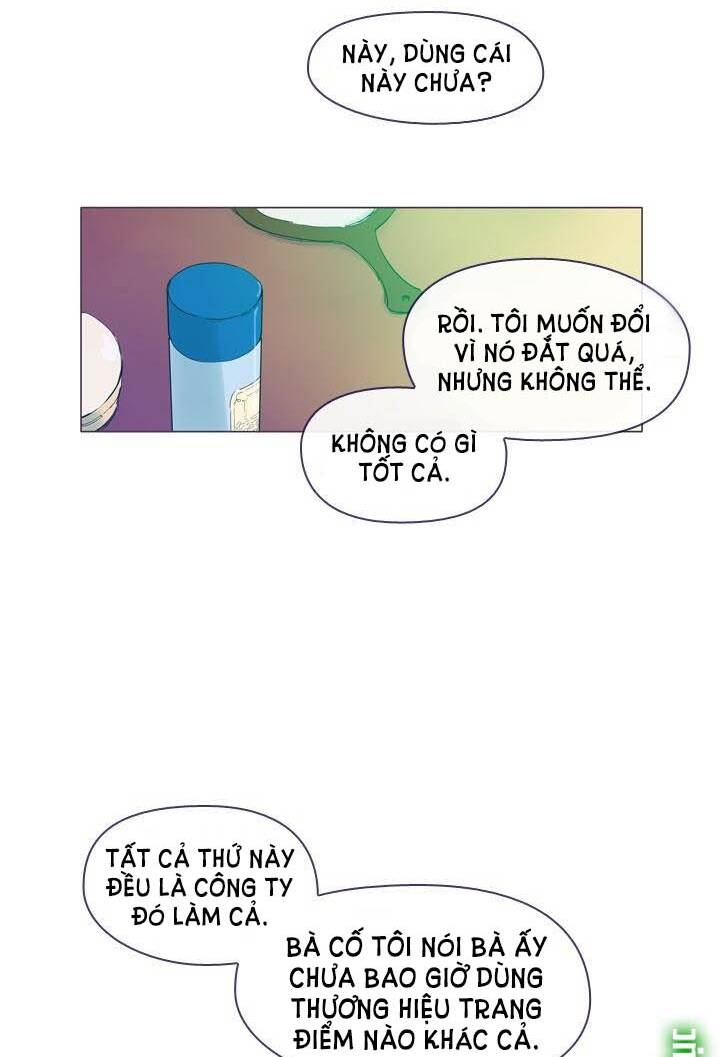 NÀY, DÙNG CÁI
NÀY CHƯA?
RỒI. TÔI MUỐN ĐỔI
VÌ NÓ ĐẮT QUÁ,
NHƯNG KHÔNG THỂ.
KHÔNG CÓ GÌ
TỐT CẢ.
TẤT CẢ THỨ NÀY
ĐỀU LÀ CÔNG TY
ĐÓ LÀM CẢ.
BÀ CỐ TÔI NÓI BÀ ẤY
CHƯA BAO GIỜ DÙNG
THƯƠNG HIỆU TRANG
ĐIỂM NÀO KHÁC CẢ.